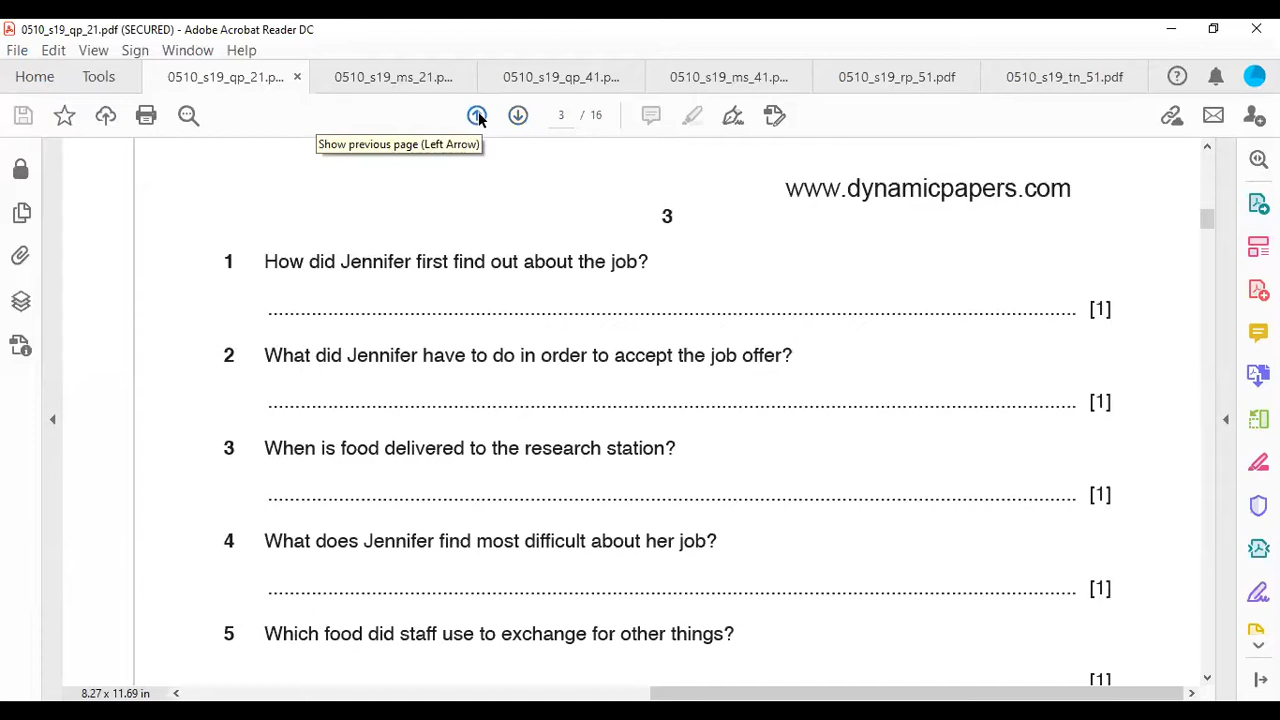 0510_s19_qp_21.pdf (SECURED) - Adobe Acrobat Reader DC
File Edit View Sign Window Help
Home Tools 0510_s19_qp_21.p... × 0510_s19_ms_21.p... 0510_s19_qp_41.p... 0510_s19_ms_41.p... 0510_s19_rp_51.pdf 0510_s19_tn_51.pdf
3 / 16
Show previous page (Left Arrow)
www.dynamicpapers.com
3
1 How did Jennifer first find out about the job?
[1]
2 What did Jennifer have to do in order to accept the job offer?
[1]
3 When is food delivered to the research station?
[1]
4 What does Jennifer find most difficult about her job?
[1]
5 Which food did staff use to exchange for other things?
[1]
8.27 x 11.69 in